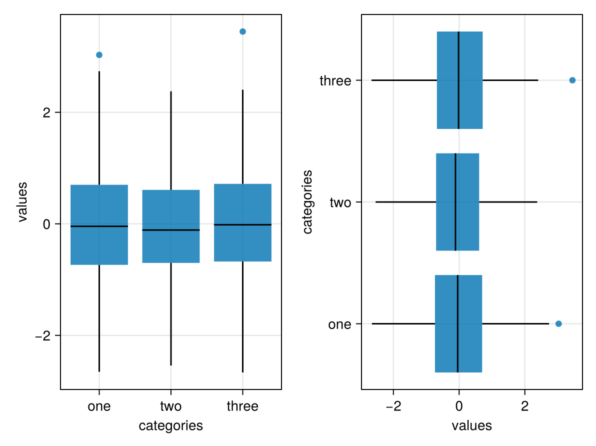 2
0
−2
values
one two three
categories
three
two
one
categories
−2 0 2
values